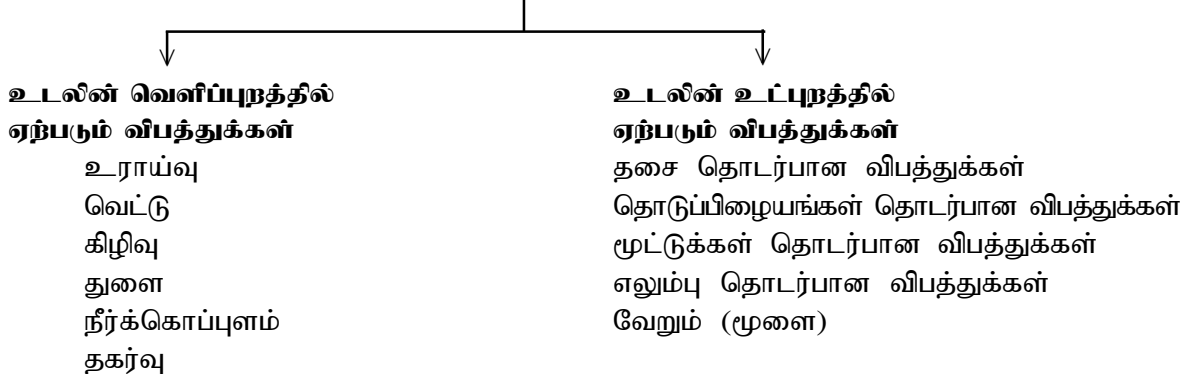 உடலின் வெளிப்புறத்தில்
ஏற்படும் விபத்துக்கள்
உராய்வு
வெட்டு
கிழிவு
துளை
நீர்க்கொப்புளம்
தகர்வு
உடலின் உட்புறத்தில்
ஏற்படும் விபத்துக்கள்
தசை தொடர்பான விபத்துக்கள்
தொடுப்பிழையங்கள் தொடர்பான விபத்துக்கள்
மூட்டுக்கள் தொடர்பான விபத்துக்கள்
எலும்பு தொடர்பான விபத்துக்கள்
வேறும் (மூளை)